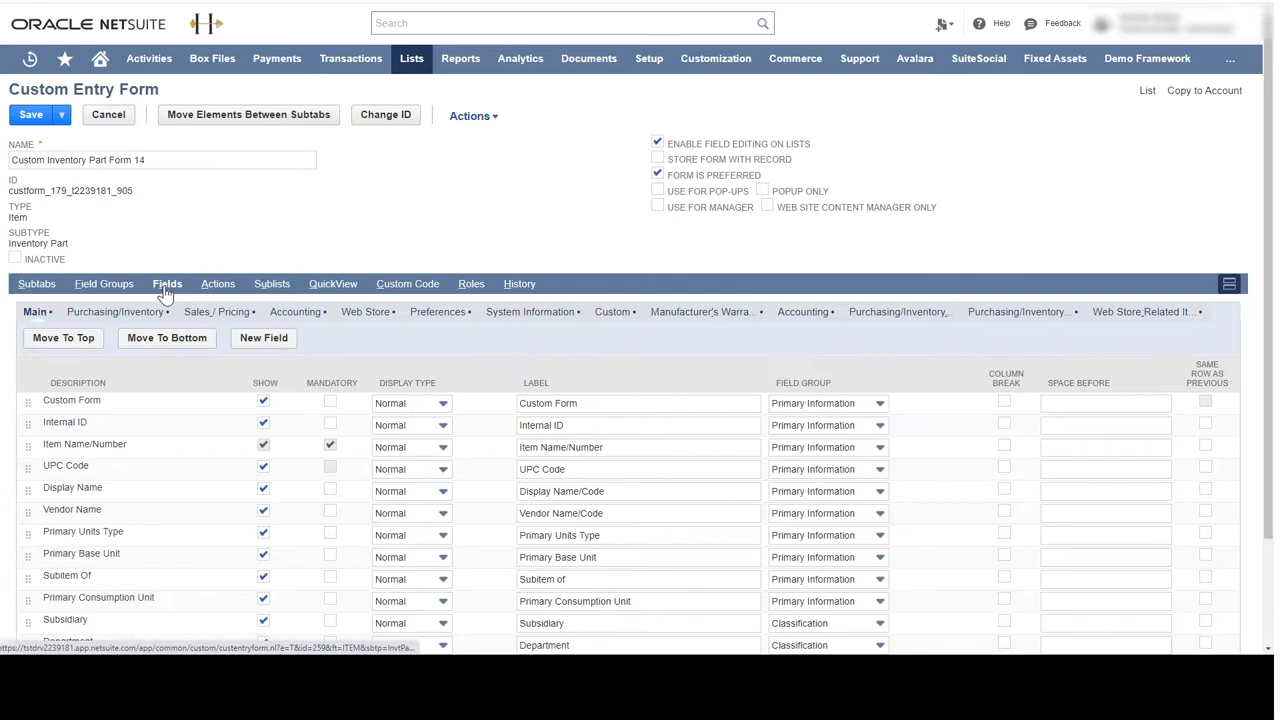 ORACLE NETSUITE H Search Help Feedback
Activities Box Files Payments Transactions Lists Reports Analytics Documents Setup Customization Commerce Support Avalara SuiteSocial Fixed Assets Demo Framework ...
Custom Entry Form List Copy to Account
Save Cancel Move Elements Between Subtabs Change ID Actions
NAME * ENABLE FIELD EDITING ON LISTS
Custom Inventory Part Form 14 STORE FORM WITH RECORD
ID FORM IS PREFERRED
custform_179_t2239181_905 USE FOR POP-UPS POPUP ONLY
TYPE USE FOR MANAGER WEB SITE CONTENT MANAGER ONLY
Item
SUBTYPE
Inventory Part
INACTIVE
Subtabs Field Groups Fields Actions Sublists QuickView Custom Code Roles History
Main • Purchasing/Inventory • Sales_/ Pricing • Accounting • Web Store • Preferences • System Information • Custom • Manufacturer's Warra... • Accounting • Purchasing/Inventory_. Purchasing/Inventory... • Web Store_Related It... •
Move To Top Move To Bottom New Field
DESCRIPTION SHOW MANDATORY DISPLAY TYPE LABEL FIELD GROUP COLUMN BREAK SPACE BEFORE SAME ROW AS PREVIOUS
Custom Form Normal Custom Form Primary Information
Internal ID Normal Internal ID Primary Information
Item Name/Number Normal Item Name/Number Primary Information
UPC Code Normal UPC Code Primary Information
Display Name Normal Display Name/Code Primary Information
Vendor Name Normal Vendor Name/Code Primary Information
Primary Units Type Normal Primary Units Type Primary Information
Primary Base Unit Normal Primary Base Unit Primary Information
Subitem Of Normal Subitem of Primary Information
Primary Consumption Unit Normal Primary Consumption Unit Primary Information
Subsidiary Normal Subsidiary Classification
Department Normal Department Classification
https://tstdrv2239181.app.netsuite.com/app/common/custom/custentryform.nl?e=T&id=259&ft=ITEM&sbtp=InvtPa...